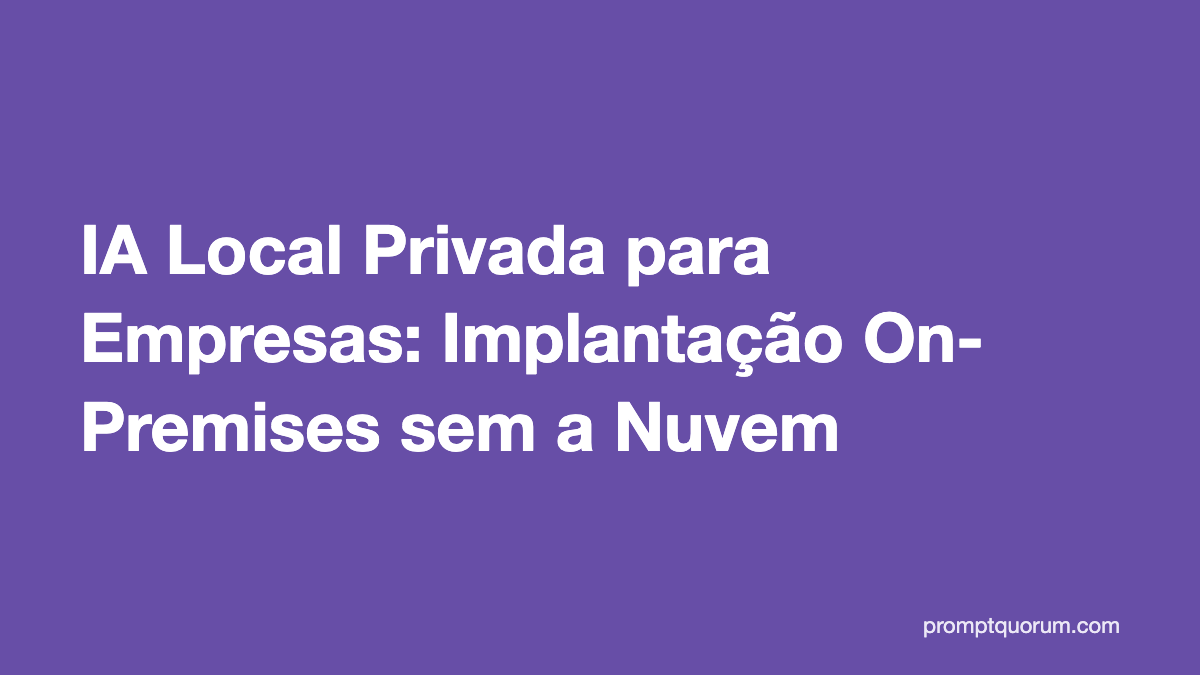 IA Local Privada para
Empresas: Implantação On-
Premises sem a Nuvem
promptquorum.com